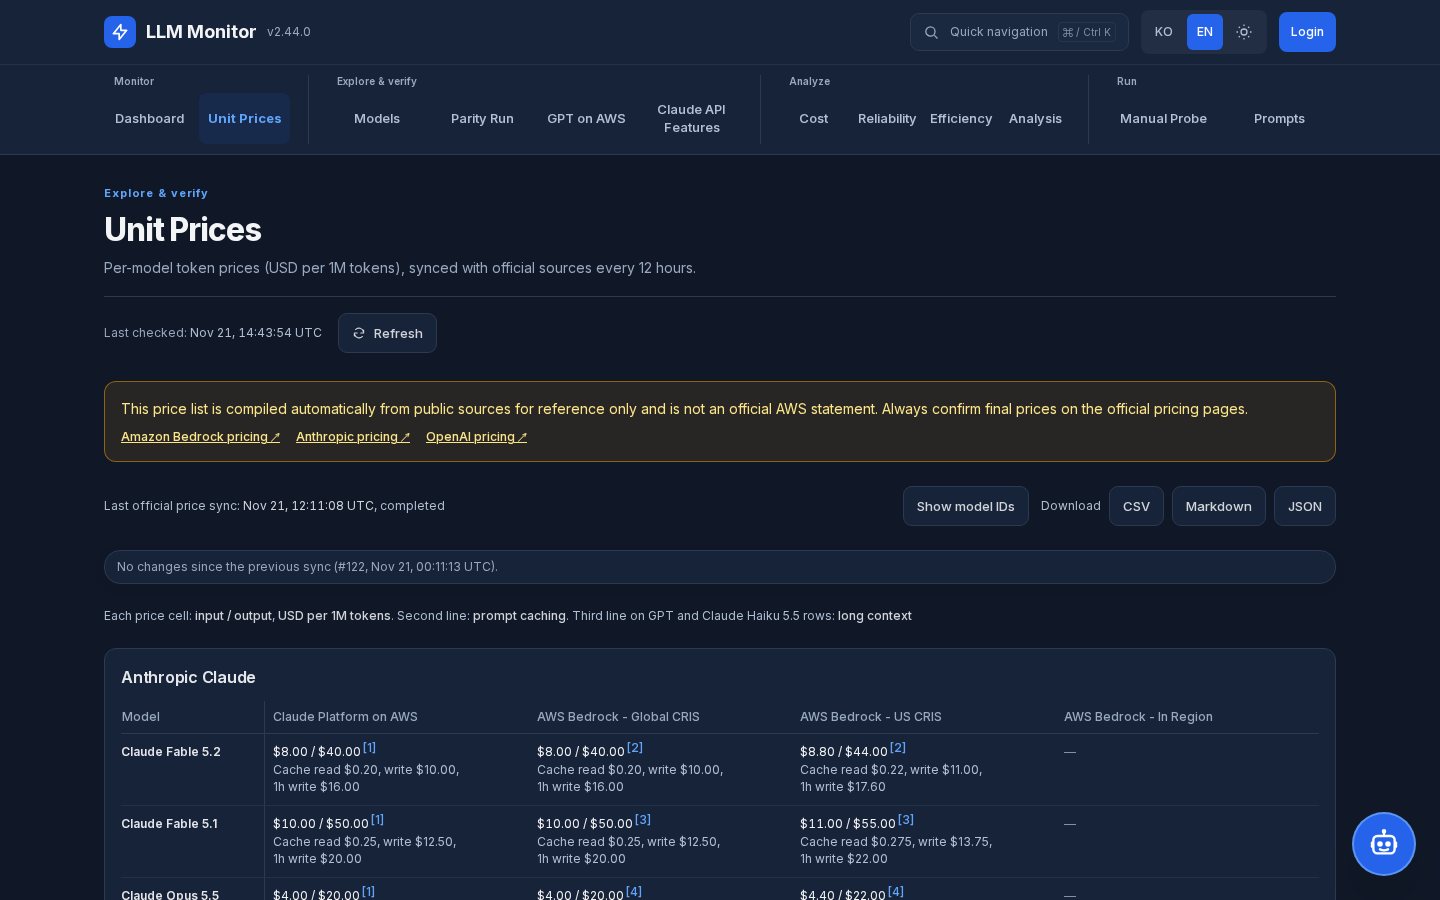 LLM Monitor v2.44.0
Quick navigation ⌘ / Ctrl K
KO EN
Login
Monitor
Dashboard Unit Prices
Explore & verify
Models Parity Run GPT on AWS Claude API Features
Analyze
Cost Reliability Efficiency Analysis
Run
Manual Probe Prompts
Explore & verify
Unit Prices
Per-model token prices (USD per 1M tokens), synced with official sources every 12 hours.
Last checked: Nov 21, 14:43:54 UTC Refresh
This price list is compiled automatically from public sources for reference only and is not an official AWS statement. Always confirm final prices on the official pricing pages.
Amazon Bedrock pricing ↗ Anthropic pricing ↗ OpenAI pricing ↗
Last official price sync: Nov 21, 12:11:08 UTC, completed Show model IDs Download CSV Markdown JSON
No changes since the previous sync (#122, Nov 21, 00:11:13 UTC).
Each price cell: input / output, USD per 1M tokens. Second line: prompt caching. Third line on GPT and Claude Haiku 5.5 rows: long context
Anthropic Claude
Model Claude Platform on AWS AWS Bedrock - Global CRIS AWS Bedrock - US CRIS AWS Bedrock - In Region
Claude Fable 5.2 $8.00 / $40.00 [1] $8.00 / $40.00 [2] $8.80 / $44.00 [2] —
Cache read $0.20, write $10.00, Cache read $0.20, write $10.00, Cache read $0.22, write $11.00,
1h write $16.00 1h write $16.00 1h write $17.60
Claude Fable 5.1 $10.00 / $50.00 [1] $10.00 / $50.00 [3] $11.00 / $55.00 [3] —
Cache read $0.25, write $12.50, Cache read $0.25, write $12.50, Cache read $0.275, write $13.75,
1h write $20.00 1h write $20.00 1h write $22.00
Claude Opus 5.5 $4.00 / $20.00 [1] $4.00 / $20.00 [4] $4.40 / $22.00 [4] —